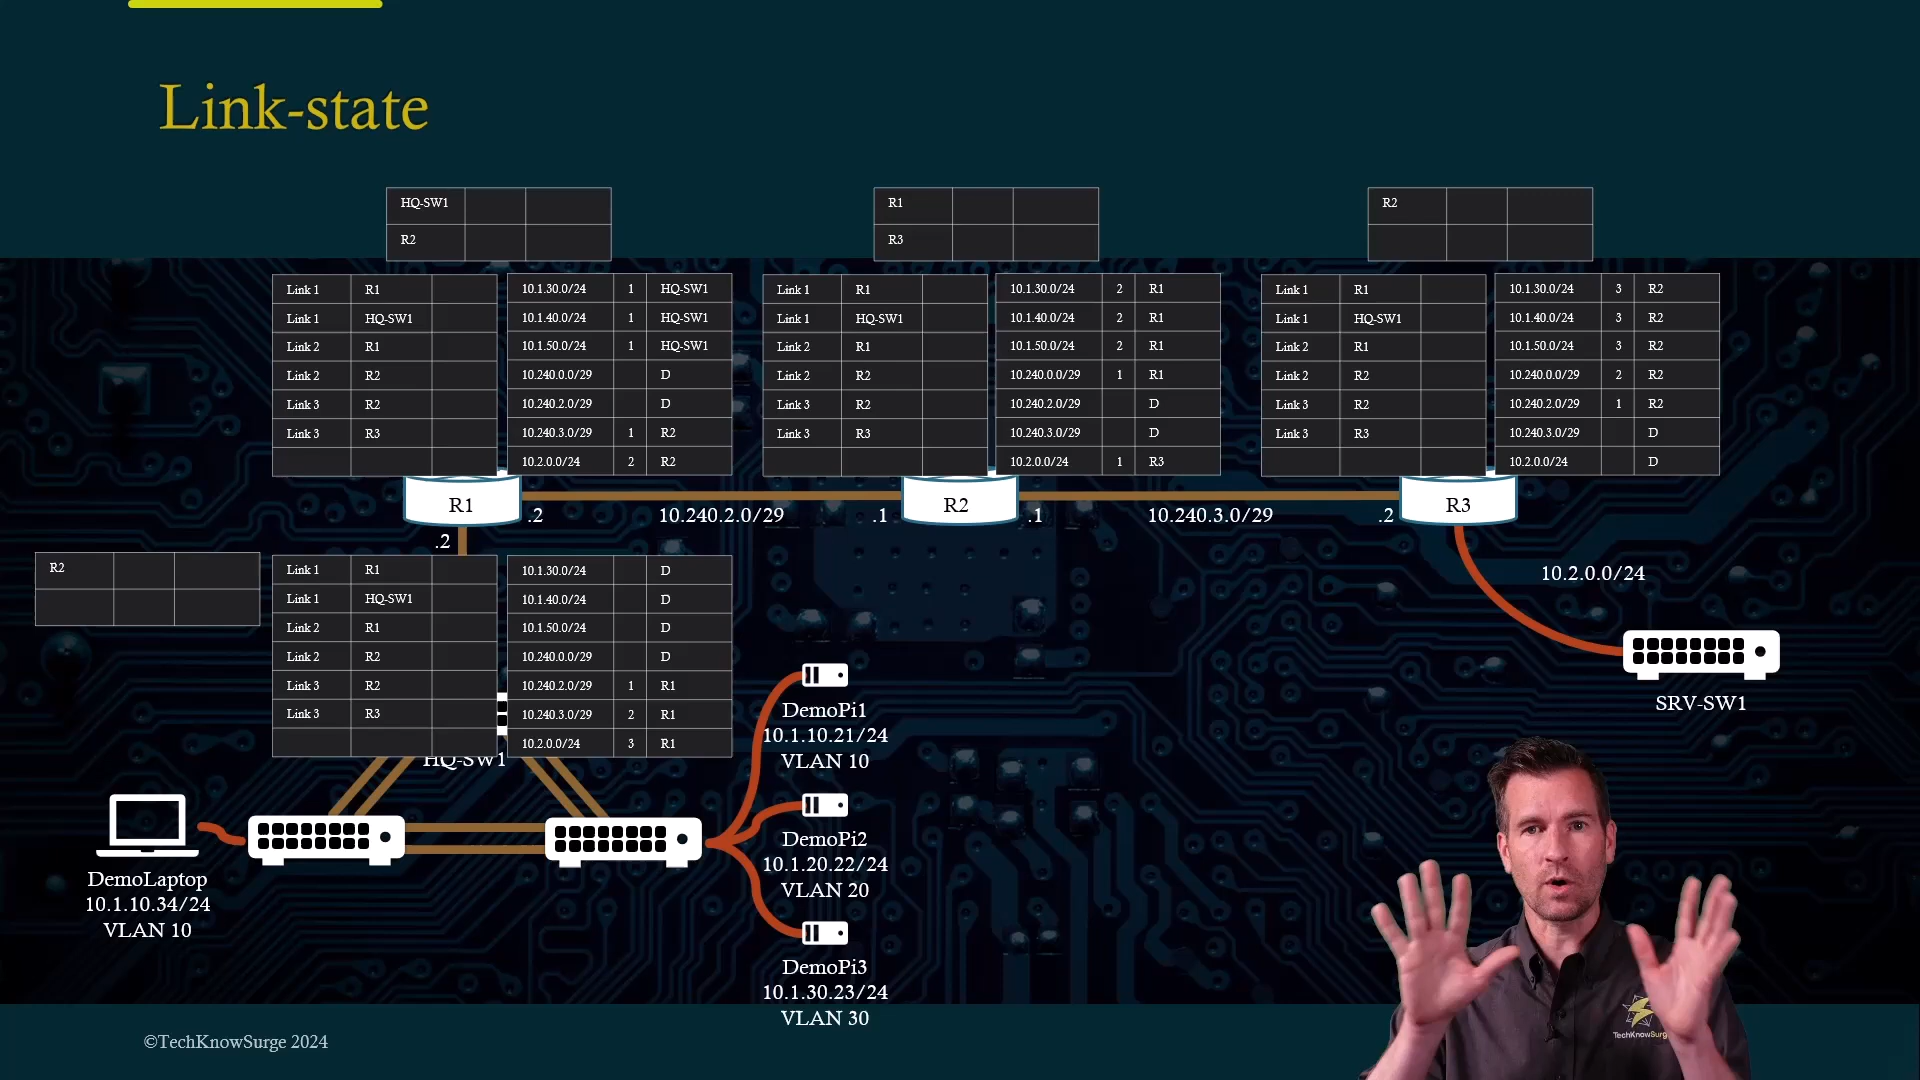 Link-state
HQ-SW1
R2
R1
R3
R2
Link 1 R1
Link 1 HQ-SW1
Link 2 R1
Link 2 R2
Link 3 R2
Link 3 R3
10.1.30.0/24 1 HQ-SW1
10.1.40.0/24 1 HQ-SW1
10.1.50.0/24 1 HQ-SW1
10.240.0.0/29 D
10.240.2.0/29 D
10.240.3.0/29 1 R2
10.2.0.0/24 2 R2
Link 1 R1
Link 1 HQ-SW1
Link 2 R1
Link 2 R2
Link 3 R2
Link 3 R3
10.1.30.0/24 2 R1
10.1.40.0/24 2 R1
10.1.50.0/24 2 R1
10.240.0.0/29 1 R1
10.240.2.0/29 D
10.240.3.0/29 D
10.2.0.0/24 1 R3
Link 1 R1
Link 1 HQ-SW1
Link 2 R1
Link 2 R2
Link 3 R2
Link 3 R3
10.1.30.0/24 3 R2
10.1.40.0/24 3 R2
10.1.50.0/24 3 R2
10.240.0.0/29 2 R2
10.240.2.0/29 1 R2
10.240.3.0/29 D
10.2.0.0/24 D
R1
.2
10.240.2.0/29
.1
R2
.1
10.240.3.0/29
.2
R3
.2
10.2.0.0/24
SRV-SW1
R2
Link 1 R1
Link 1 HQ-SW1
Link 2 R1
Link 2 R2
Link 3 R2
Link 3 R3
10.1.30.0/24 D
10.1.40.0/24 D
10.1.50.0/24 D
10.240.0.0/29 D
10.240.2.0/29 1 R1
10.240.3.0/29 2 R1
10.2.0.0/24 3 R1
HQ-SW1
DemoPi1
10.1.10.21/24
VLAN 10
DemoPi2
10.1.20.22/24
VLAN 20
DemoPi3
10.1.30.23/24
VLAN 30
DemoLaptop
10.1.10.34/24
VLAN 10
TechKnowSurge
©TechKnowSurge 2024